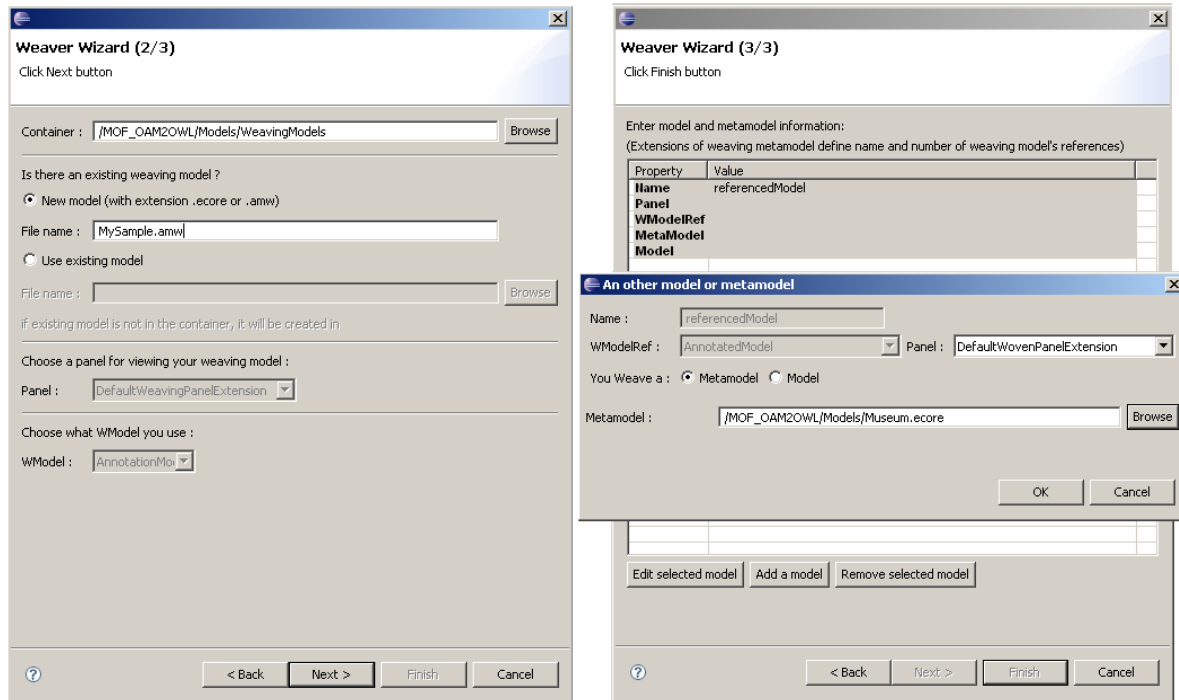 Weaver Wizard (2/3)
Click Next button
Container : /MOF_OAM2OWL/Models/WeavingModels Browse
Is there an existing weaving model ?
New model (with extension .ecore or .amw)
File name : MySample.amw
Use existing model
File name : Browse
if existing model is not in the container, it will be created in
Choose a panel for viewing your weaving model :
Panel : DefaultWeavingPanelExtension
Choose what WModel you use :
WModel : AnnotationMo
< Back Next > Finish Cancel
Weaver Wizard (3/3)
Click Finish button
Enter model and metamodel information:
(Extensions of weaving metamodel define name and number of weaving model's references)
Property Value
Name referencedModel
Panel
WModelRef
MetaModel
Model
An other model or metamodel
Name : referencedModel
WModelRef : AnnotatedModel Panel : DefaultWovenPanelExtension
You Weave a : Metamodel Model
Metamodel : /MOF_OAM2OWL/Models/Museum.ecore Browse
OK Cancel
Edit selected model Add a model Remove selected model
< Back Next > Finish Cancel